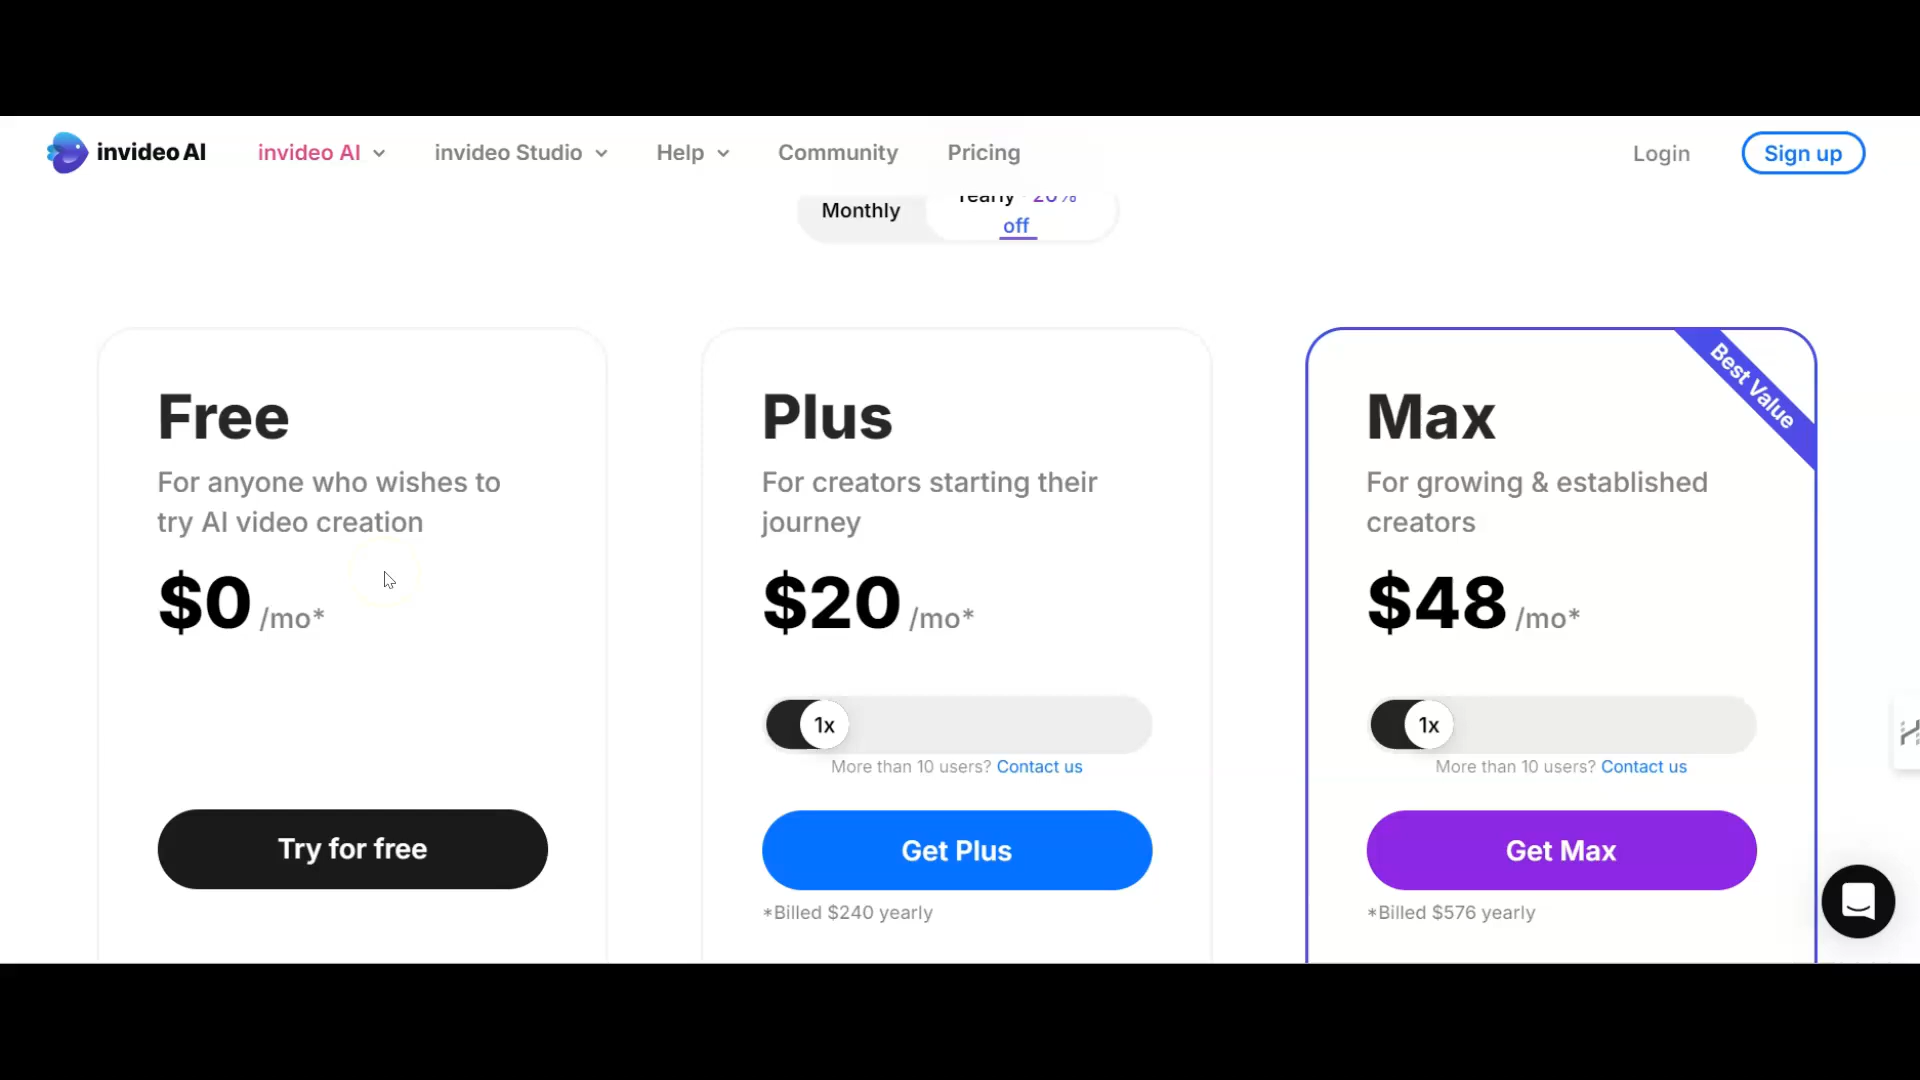 invideo AI
invideo AI
invideo Studio
Help
Community
Pricing
Login
Sign up
Monthly
Yearly · 20%
off
Free
For anyone who wishes to
try AI video creation
$0 /mo*
Try for free
Plus
For creators starting their
journey
$20 /mo*
1x
More than 10 users? Contact us
Get Plus
*Billed $240 yearly
Best Value
Max
For growing & established
creators
$48 /mo*
1x
More than 10 users? Contact us
Get Max
*Billed $576 yearly